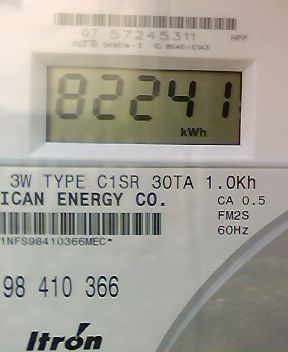 07 57245311 HPP
82241
kWh
3W TYPE C1SR 30TA 1.0Kh
ICAN ENERGY CO. CA 0.5
FM2S
60Hz
1NFS98410366MEC*
98 410 366
Itron